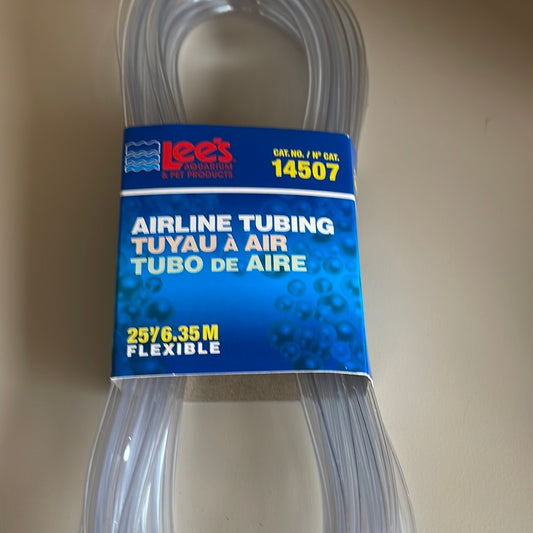 Lee's
AQUARIUM
& PET PRODUCTS
CAT. NO. / Nº CAT.
14507
AIRLINE TUBING
TUYAU À AIR
TUBO DE AIRE
25'/6.35 M
FLEXIBLE